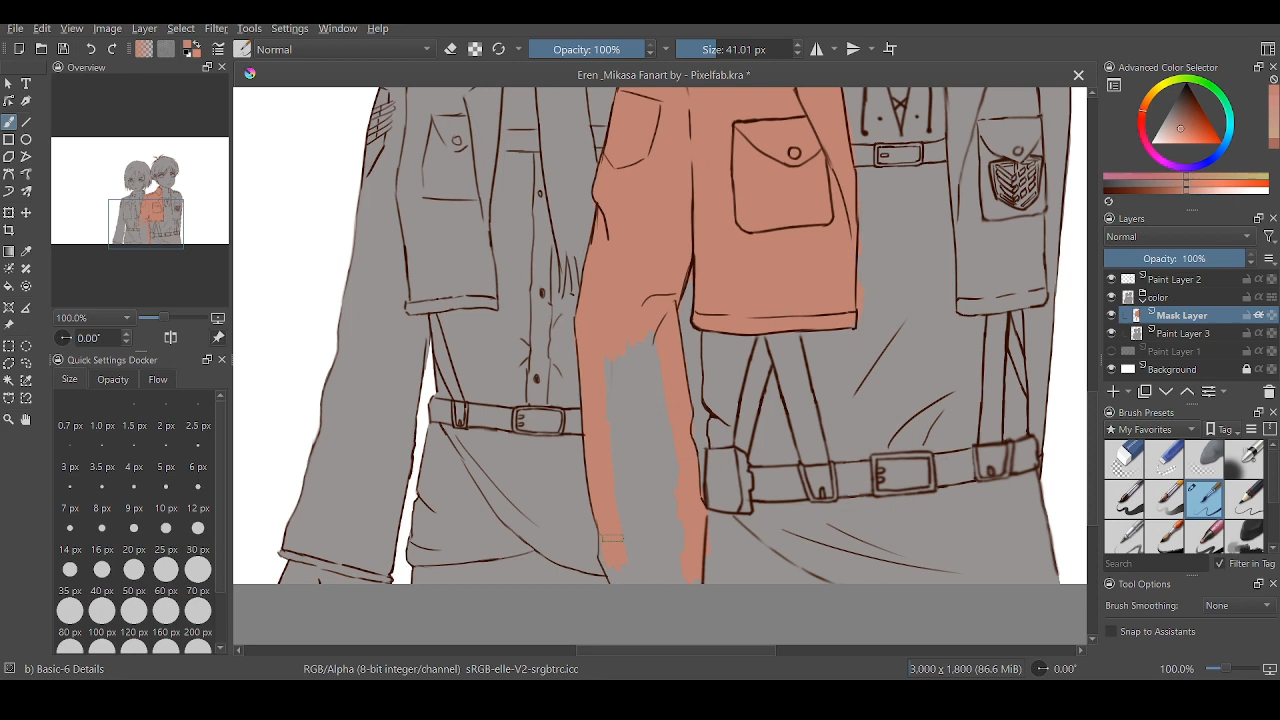 File Edit View Image Layer Select Filter Tools Settings Window Help
Normal
Opacity: 100%
Size: 41.01 px
Overview
Eren _Mikasa Fanart by - Pixelfab.kra *
Advanced Color Selector
100.0%
0.00°
Quick Settings Docker
Size Opacity Flow
0.7 px 1.0 px 1.5 px 2 px 2.5 px
3 px 3.5 px 4 px 5 px 6 px
7 px 8 px 9 px 10 px 12 px
14 px 16 px 20 px 25 px 30 px
35 px 40 px 50 px 60 px 70 px
80 px 100 px 120 px 160 px 200 px
Layers
Normal
Opacity: 100%
Paint Layer 2
color
Mask Layer
Paint Layer 3
Paint Layer 1
Background
Brush Presets
★ My Favorites Tag
Search Filter in Tag
Tool Options
Brush Smoothing: None
Snap to Assistants
b) Basic-6 Details
RGB/Alpha (8-bit integer/channel) sRGB-elle-V2-srgbtrc.icc
3,000 x 1,800 (86.6 MiB)
0.00°
100.0%